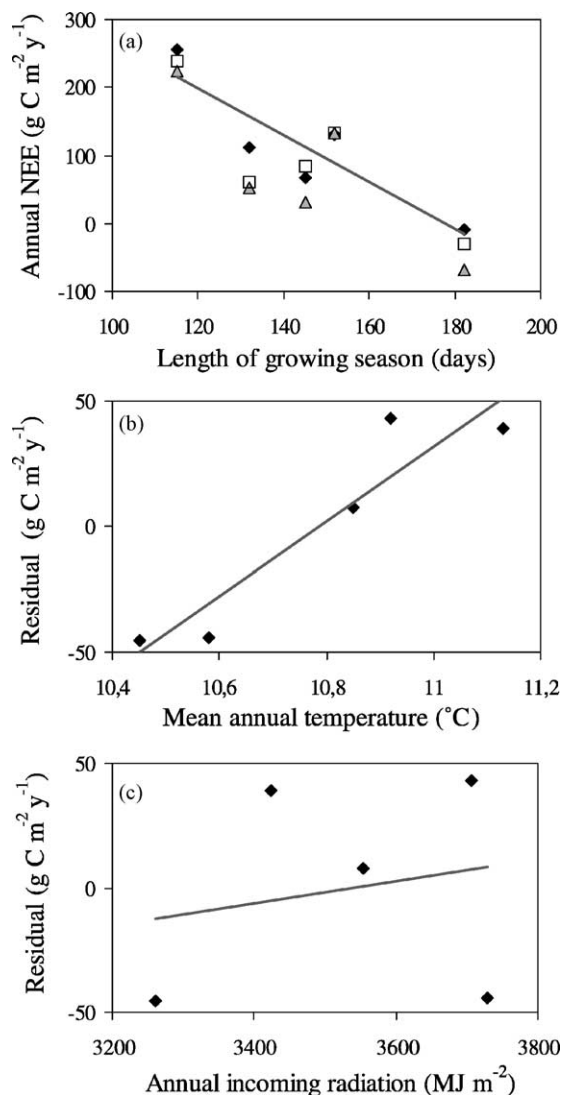 (a)
Annual NEE (g C m⁻² y⁻¹)
300
200
100
0
-100
100 120 140 160 180 200
Length of growing season (days)
(b)
Residual (g C m⁻² y⁻¹)
50
0
-50
10,4 10,6 10,8 11 11,2
Mean annual temperature (˚C)
(c)
Residual (g C m⁻² y⁻¹)
50
0
-50
3200 3400 3600 3800
Annual incoming radiation (MJ m⁻²)